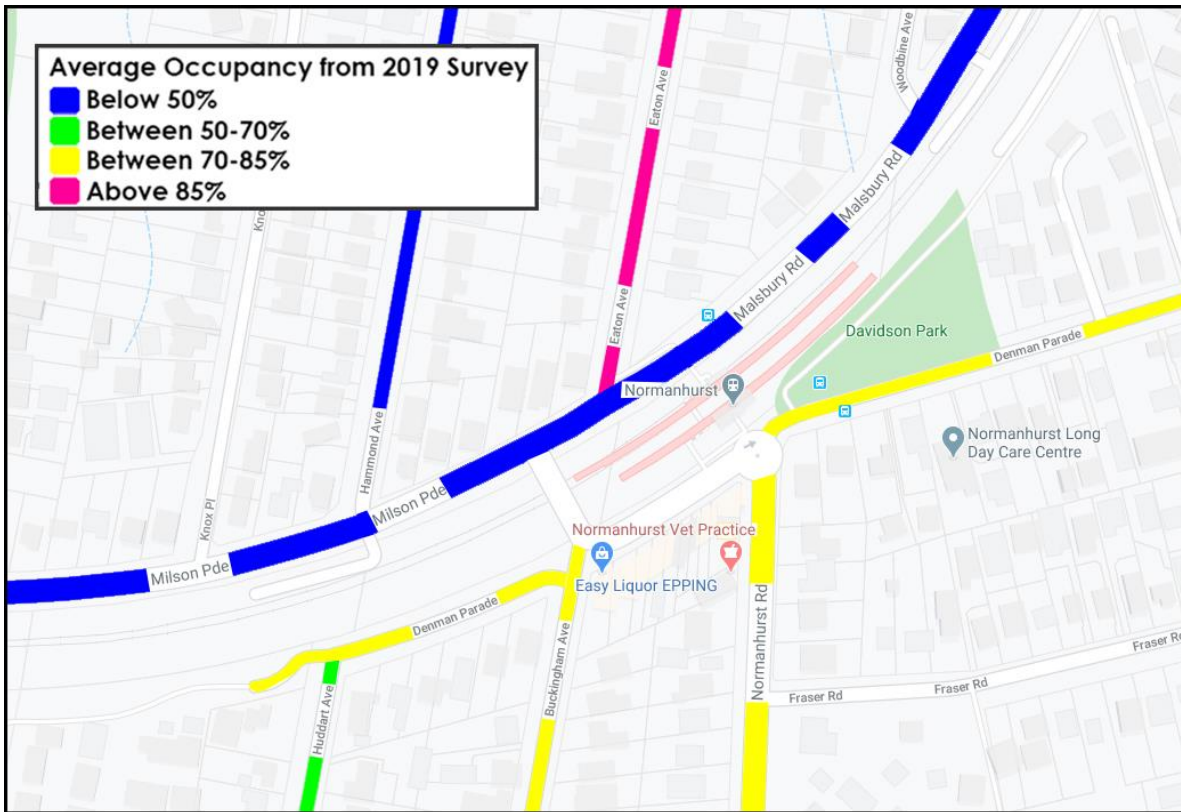 Average Occupancy from 2019 Survey
Below 50%
Between 50-70%
Between 70-85%
Above 85%
Woodbine Ave
Eaton Ave
Kno
Malsbury Rd
Malsbury Rd
Eaton Ave
Davidson Park
Denman Parade
Normanhurst
Hammond Ave
Normanhurst Long
Day Care Centre
Milson Pde
Knox Pl
Normanhurst Vet Practice
Milson Pde
Easy Liquor EPPING
Denman Parade
Buckingham Ave
Normanhurst Rd
Fraser Rd
Fraser Rd
Fraser Rd
Huddart Ave